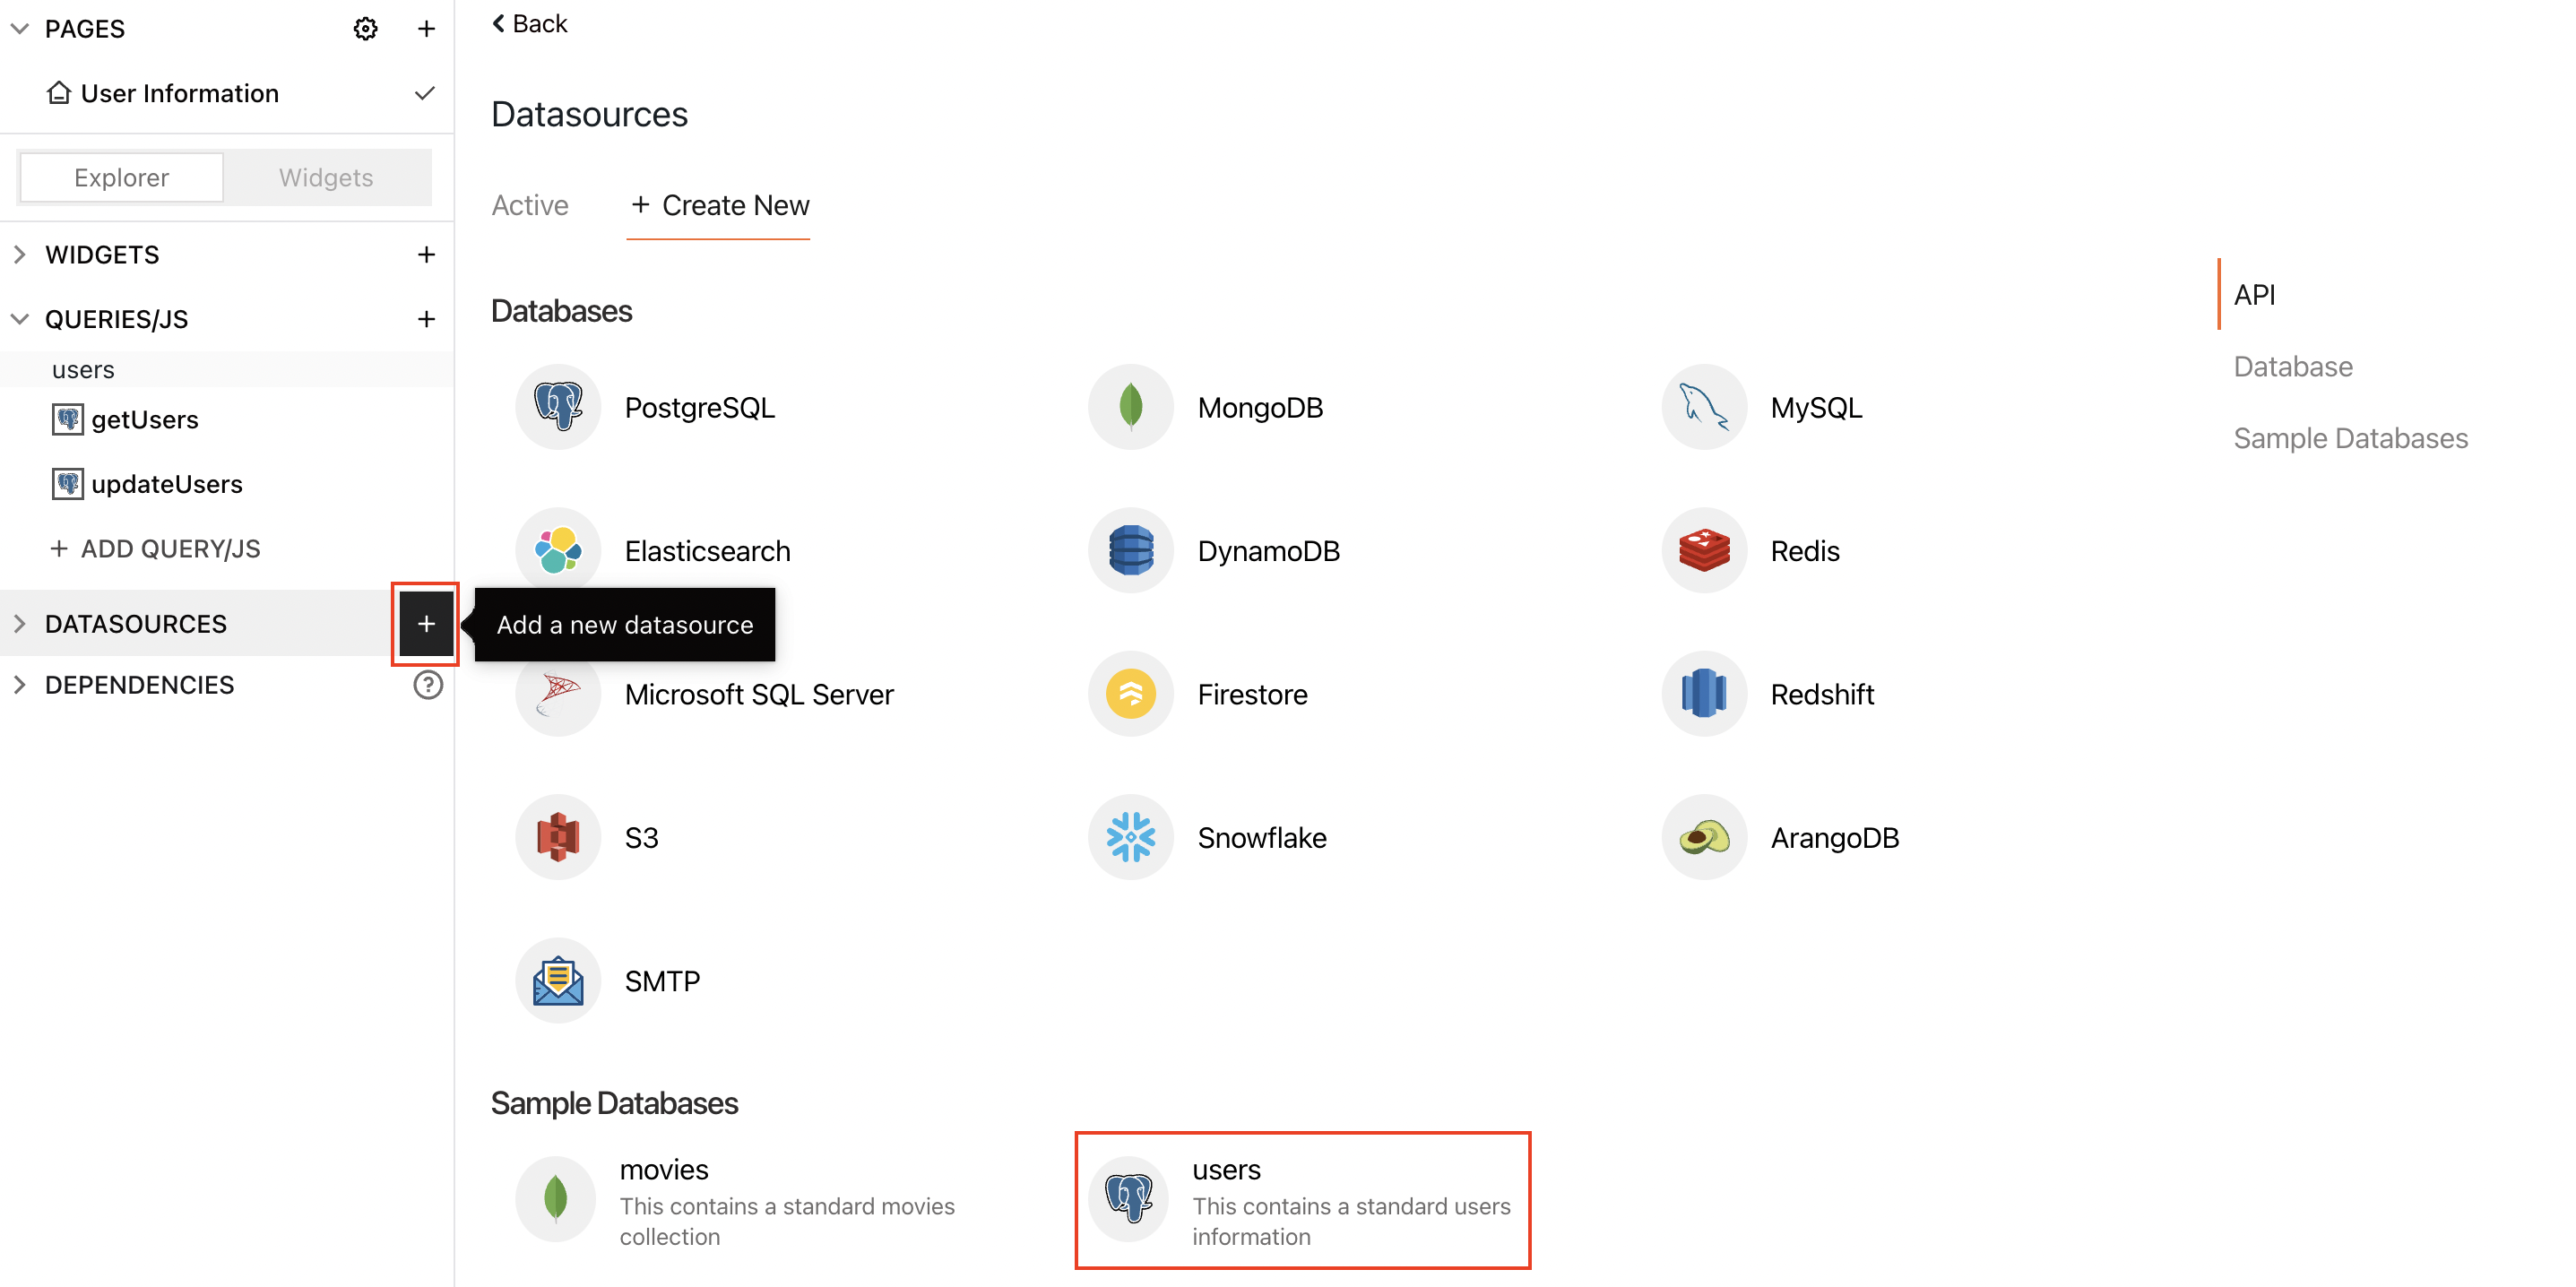 PAGES
User Information
Explorer
Widgets
WIDGETS
QUERIES/JS
users
getUsers
updateUsers
+ ADD QUERY/JS
DATASOURCES
Add a new datasource
DEPENDENCIES
Back
Datasources
Active
+ Create New
Databases
PostgreSQL
MongoDB
MySQL
Elasticsearch
DynamoDB
Redis
Microsoft SQL Server
Firestore
Redshift
S3
Snowflake
ArangoDB
SMTP
Sample Databases
movies
This contains a standard movies
collection
users
This contains a standard users
information
API
Database
Sample Databases